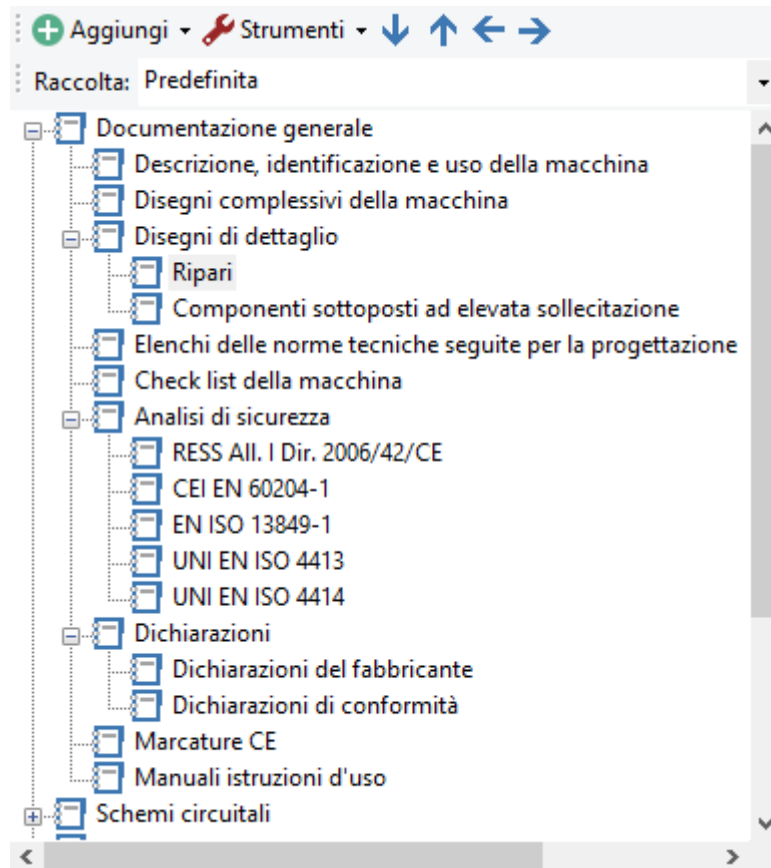 Aggiungi Strumenti
Raccolta: Predefinita
Documentazione generale
Descrizione, identificazione e uso della macchina
Disegni complessivi della macchina
Disegni di dettaglio
Ripari
Componenti sottoposti ad elevata sollecitazione
Elenchi delle norme tecniche seguite per la progettazione
Check list della macchina
Analisi di sicurezza
RESS All. I Dir. 2006/42/CE
CEI EN 60204-1
EN ISO 13849-1
UNI EN ISO 4413
UNI EN ISO 4414
Dichiarazioni
Dichiarazioni del fabbricante
Dichiarazioni di conformità
Marcature CE
Manuali istruzioni d'uso
Schemi circuitali